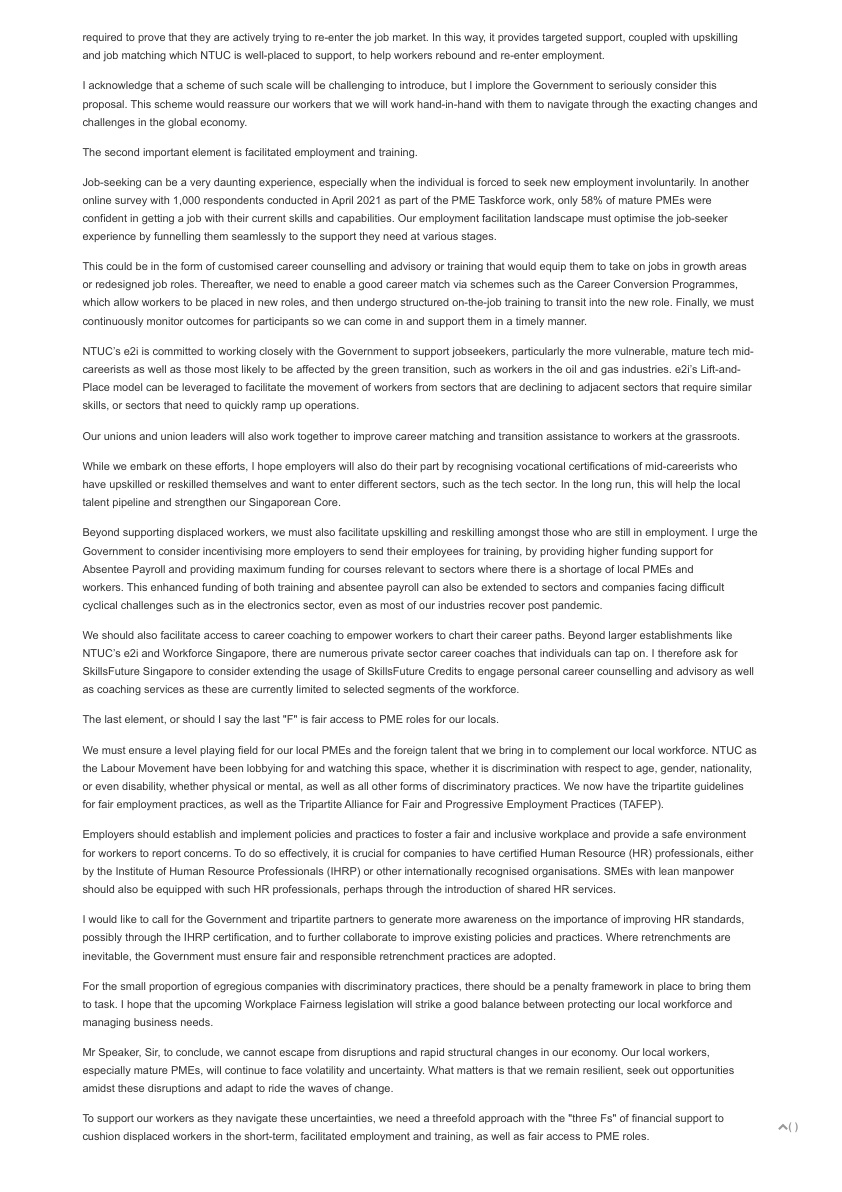 required to prove that they are actively trying to re-enter the job market. In this way, it provides targeted support, coupled with upskilling
and job matching which NTUC is well-placed to support, to help workers rebound and re-enter employment.
I acknowledge that a scheme of such scale will be challenging to introduce, but I implore the Government to seriously consider this
proposal. This scheme would reassure our workers that we will work hand-in-hand with them to navigate through the exacting changes and
challenges in the global economy.
The second important element is facilitated employment and training.
Job-seeking can be a very daunting experience, especially when the individual is forced to seek new employment involuntarily. In another
online survey with 1,000 respondents conducted in April 2021 as part of the PME Taskforce work, only 58% of mature PMEs were
confident in getting a job with their current skills and capabilities. Our employment facilitation landscape must optimise the job-seeker
experience by funnelling them seamlessly to the support they need at various stages.
This could be in the form of customised career counselling and advisory or training that would equip them to take on jobs in growth areas
or redesigned job roles. Thereafter, we need to enable a good career match via schemes such as the Career Conversion Programmes,
which allow workers to be placed in new roles, and then undergo structured on-the-job training to transit into the new role. Finally, we must
continuously monitor outcomes for participants so we can come in and support them in a timely manner.
NTUC's e2i is committed to working closely with the Government to support jobseekers, particularly the more vulnerable, mature tech mid-
careerists as well as those most likely to be affected by the green transition, such as workers in the oil and gas industries. e2i's Lift-and-
Place model can be leveraged to facilitate the movement of workers from sectors that are declining to adjacent sectors that require similar
skills, or sectors that need to quickly ramp up operations.
Our unions and union leaders will also work together to improve career matching and transition assistance to workers at the grassroots.
While we embark on these efforts, I hope employers will also do their part by recognising vocational certifications of mid-careerists who
have upskilled or reskilled themselves and want to enter different sectors, such as the tech sector. In the long run, this will help the local
talent pipeline and strengthen our Singaporean Core.
Beyond supporting displaced workers, we must also facilitate upskilling and reskilling amongst those who are still in employment. I urge the
Government to consider incentivising more employers to send their employees for training, by providing higher funding support for
Absentee Payroll and providing maximum funding for courses relevant to sectors where there is a shortage of local PMEs and
workers. This enhanced funding of both training and absentee payroll can also be extended to sectors and companies facing difficult
cyclical challenges such as in the electronics sector, even as most of our industries recover post pandemic.
We should also facilitate access to career coaching to empower workers to chart their career paths. Beyond larger establishments like
NTUC's e2i and Workforce Singapore, there are numerous private sector career coaches that individuals can tap on. I therefore ask for
SkillsFuture Singapore to consider extending the usage of SkillsFuture Credits to engage personal career counselling and advisory as well
as coaching services as these are currently limited to selected segments of the workforce.
The last element, or should I say the last "F" is fair access to PME roles for our locals.
We must ensure a level playing field for our local PMEs and the foreign talent that we bring in to complement our local workforce. NTUC as
the Labour Movement have been lobbying for and watching this space, whether it is discrimination with respect to age, gender, nationality,
or even disability, whether physical or mental, as well as all other forms of discriminatory practices. We now have the tripartite guidelines
for fair employment practices, as well as the Tripartite Alliance for Fair and Progressive Employment Practices (TAFEP).
Employers should establish and implement policies and practices to foster a fair and inclusive workplace and provide a safe environment
for workers to report concerns. To do so effectively, it is crucial for companies to have certified Human Resource (HR) professionals, either
by the Institute of Human Resource Professionals (IHRP) or other internationally recognised organisations. SMEs with lean manpower
should also be equipped with such HR professionals, perhaps through the introduction of shared HR services.
I would like to call for the Government and tripartite partners to generate more awareness on the importance of improving HR standards,
possibly through the IHRP certification, and to further collaborate to improve existing policies and practices. Where retrenchments are
inevitable, the Government must ensure fair and responsible retrenchment practices are adopted.
For the small proportion of egregious companies with discriminatory practices, there should be a penalty framework in place to bring them
to task. I hope that the upcoming Workplace Fairness legislation will strike a good balance between protecting our local workforce and
managing business needs.
Mr Speaker, Sir, to conclude, we cannot escape from disruptions and rapid structural changes in our economy. Our local workers,
especially mature PMEs, will continue to face volatility and uncertainty. What matters is that we remain resilient, seek out opportunities
amidst these disruptions and adapt to ride the waves of change.
To support our workers as they navigate these uncertainties, we need a threefold approach with the "three Fs" of financial support to
cushion displaced workers in the short-term, facilitated employment and training, as well as fair access to PME roles.
( )